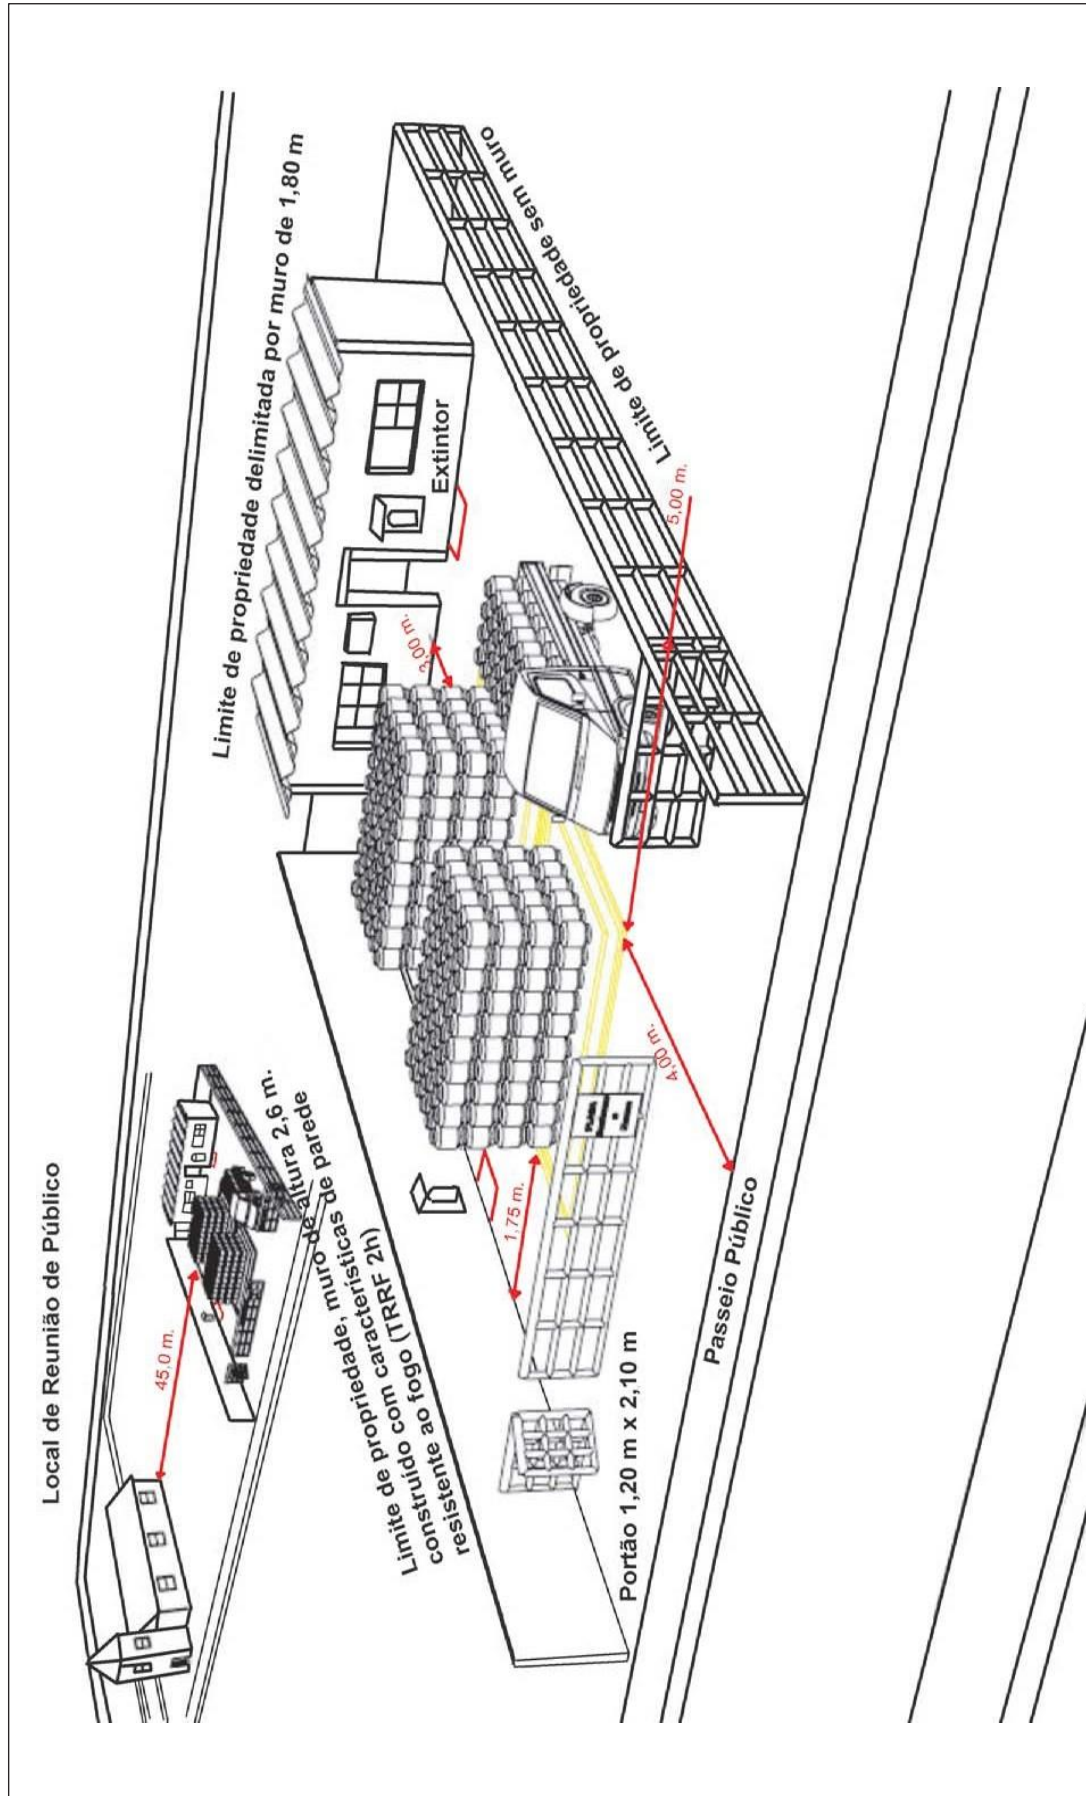 Local de Reunião de Público
45,0 m.
Limite de propriedade delimitada por muro de 1,80 m
Limite de propriedade, muro de altura 2,6 m.
construído com características de parede
resistente ao fogo (TRRF 2h)
Extintor
3,00 m.
Limite de propriedade sem muro
5,00 m.
1,75 m.
4,00 m.
Portão 1,20 m x 2,10 m
Passeio Público